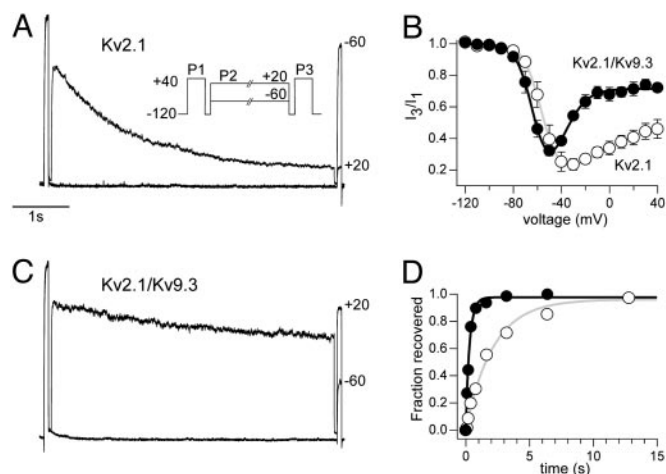 A
Kv2.1
P1
P2
P3
+40
+20
-60
-120
-60
+20
1s
B
I3/I1
1.0
0.8
0.6
0.4
0.2
Kv2.1/Kv9.3
Kv2.1
-120
-80
-40
0
40
voltage (mV)
C
Kv2.1/Kv9.3
+20
-60
D
Fraction recovered
1.0
0.8
0.6
0.4
0.2
0.0
0
5
10
15
time (s)